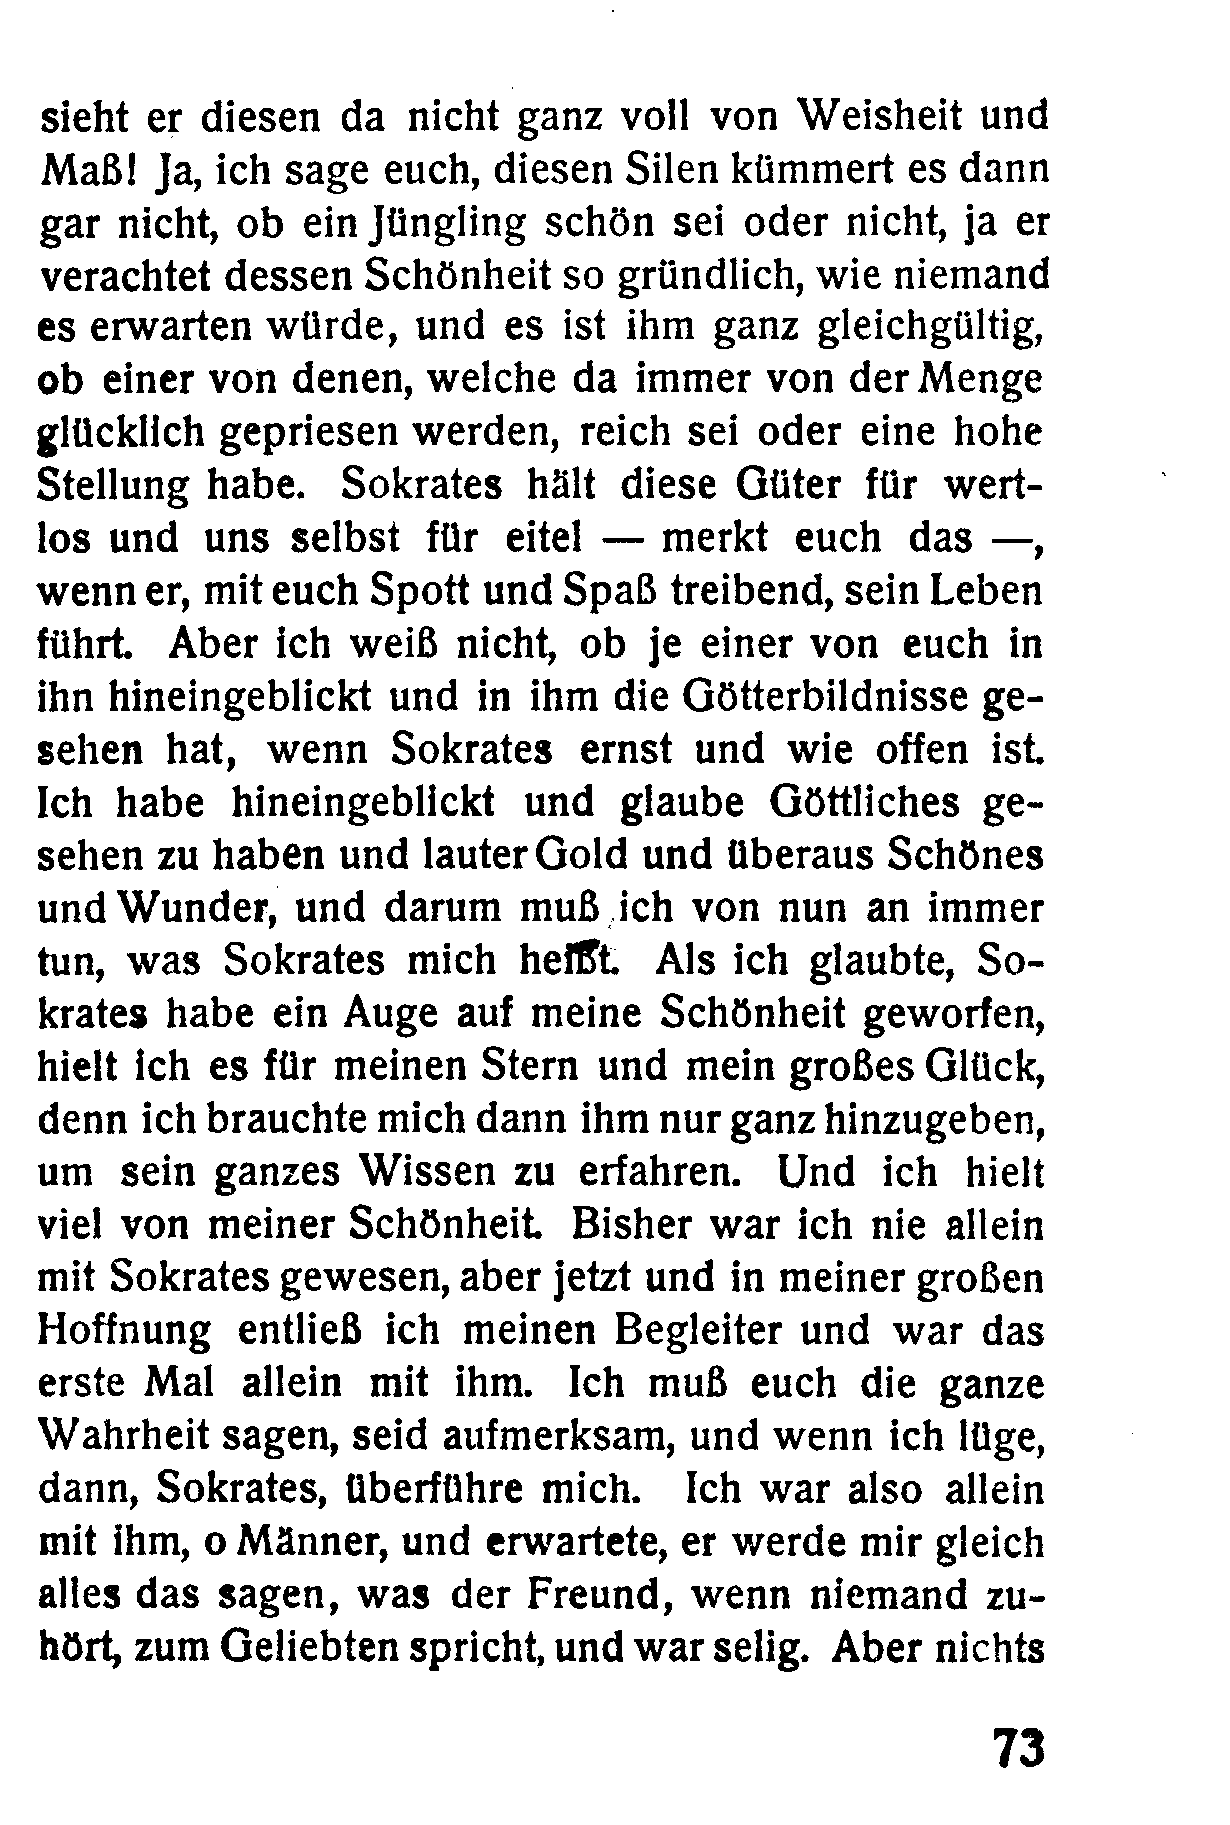 sieht er diesen da nicht ganz voll von Weisheit und
Maß! Ja, ich sage euch, diesen Silen kümmert es dann
gar nicht, ob ein Jüngling schön sei oder nicht, ja er
verachtet dessen Schönheit so gründlich, wie niemand
es erwarten würde, und es ist ihm ganz gleichgültig,
ob einer von denen, welche da immer von der Menge
glücklich gepriesen werden, reich sei oder eine hohe
Stellung habe. Sokrates hält diese Güter für wert-
los und uns selbst für eitel — merkt euch das —,
wenn er, mit euch Spott und Spaß treibend, sein Leben
führt. Aber ich weiß nicht, ob je einer von euch in
ihn hineingeblickt und in ihm die Götterbildnisse ge-
sehen hat, wenn Sokrates ernst und wie offen ist.
Ich habe hineingeblickt und glaube Göttliches ge-
sehen zu haben und lauter Gold und überaus Schönes
und Wunder, und darum muß ich von nun an immer
tun, was Sokrates mich heißt. Als ich glaubte, So-
krates habe ein Auge auf meine Schönheit geworfen,
hielt ich es für meinen Stern und mein großes Glück,
denn ich brauchte mich dann ihm nur ganz hinzugeben,
um sein ganzes Wissen zu erfahren. Und ich hielt
viel von meiner Schönheit. Bisher war ich nie allein
mit Sokrates gewesen, aber jetzt und in meiner großen
Hoffnung entließ ich meinen Begleiter und war das
erste Mal allein mit ihm. Ich muß euch die ganze
Wahrheit sagen, seid aufmerksam, und wenn ich lüge,
dann, Sokrates, überführe mich. Ich war also allein
mit ihm, o Männer, und erwartete, er werde mir gleich
alles das sagen, was der Freund, wenn niemand zu-
hört, zum Geliebten spricht, und war selig. Aber nichts
73